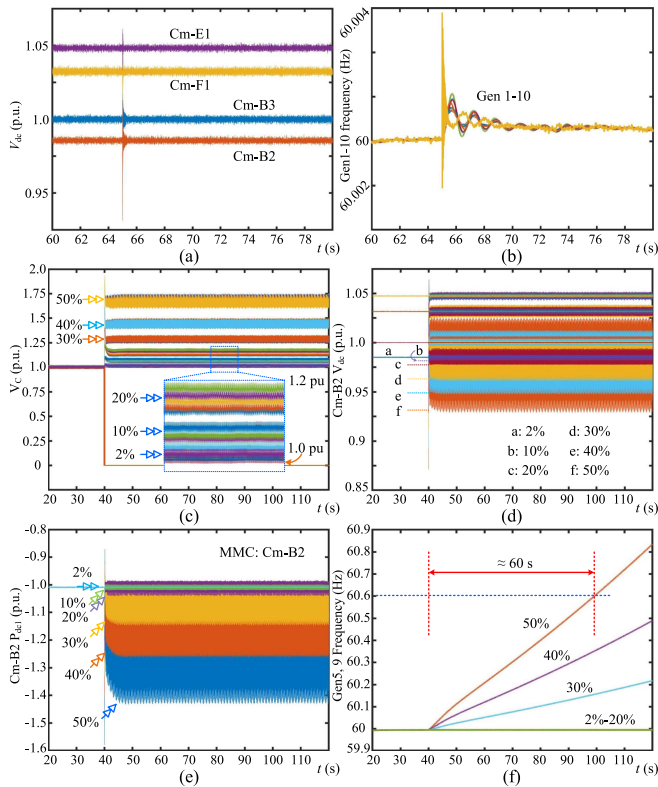 1.05
1.0
0.95
V_dc (p.u.)
Cm-E1
Cm-F1
Cm-B3
Cm-B2
60 62 64 66 68 70 72 74 76 78 80
t (s)
(a)
60.004
60
60.002
Gen1-10 frequency (Hz)
Gen 1-10
60 62 64 66 68 70 72 74 76 78
t (s)
(b)
2.0
1.75
1.5
1.25
1.0
0.75
0.5
0.25
0
V_C (p.u.)
50%
40%
30%
20%
10%
2%
1.2 pu
1.0 pu
20 30 40 50 60 70 80 90 100 110 120
t (s)
(c)
1.05
1.00
0.95
0.90
0.85
Cm-B2 V_dc (p.u.)
a
b
c
d
e
f
a: 2% d: 30%
b: 10% e: 40%
c: 20% f: 50%
20 30 40 50 60 70 80 90 100 110 120
t (s)
(d)
-0.8
-0.9
-1.0
-1.1
-1.2
-1.3
-1.4
-1.5
-1.6
Cm-B2 P_dc1 (p.u.)
MMC: Cm-B2
2%
10%
20%
30%
40%
50%
20 30 40 50 60 70 80 90 100 110 120
t (s)
(e)
60.9
60.8
60.7
60.6
60.5
60.4
60.3
60.2
60.1
60
59.9
Gen5, 9 Frequency (Hz)
≈ 60 s
50%
40%
30%
2%-20%
20 30 40 50 60 70 80 90 100 110 120
t (s)
(f)